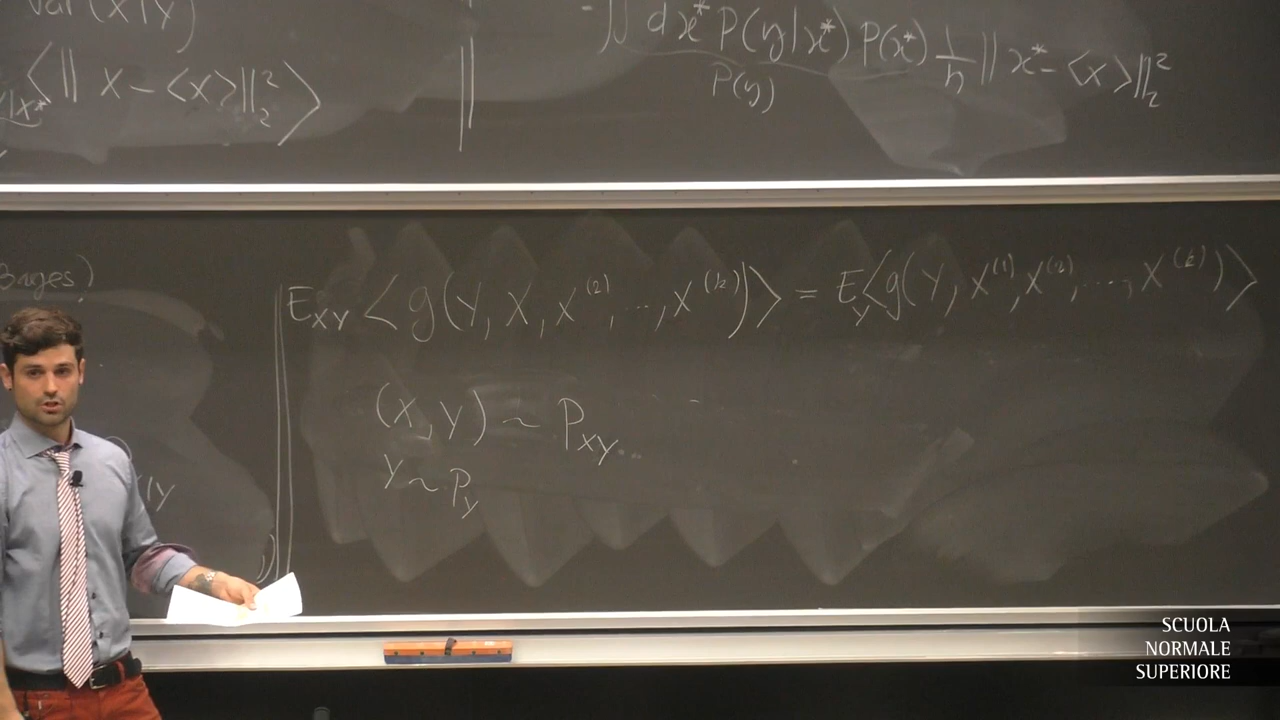 Var(X|Y)
⟨‖ X − ⟨x⟩‖₂² ⟩
Y|X*
-∬ dx* P(y|x*) P(x*) 1/n ‖ x* − ⟨x⟩‖₂²
P(y)
Bayes)
E_XY ⟨ g(Y, X, X^(2), ..., X^(k)) ⟩ = E_Y ⟨g(Y, X^(1), X^(2), ..., X^(k))⟩
(X, Y) ~ P_XY
Y ~ P_Y
|Y
SCUOLA
NORMALE
SUPERIORE